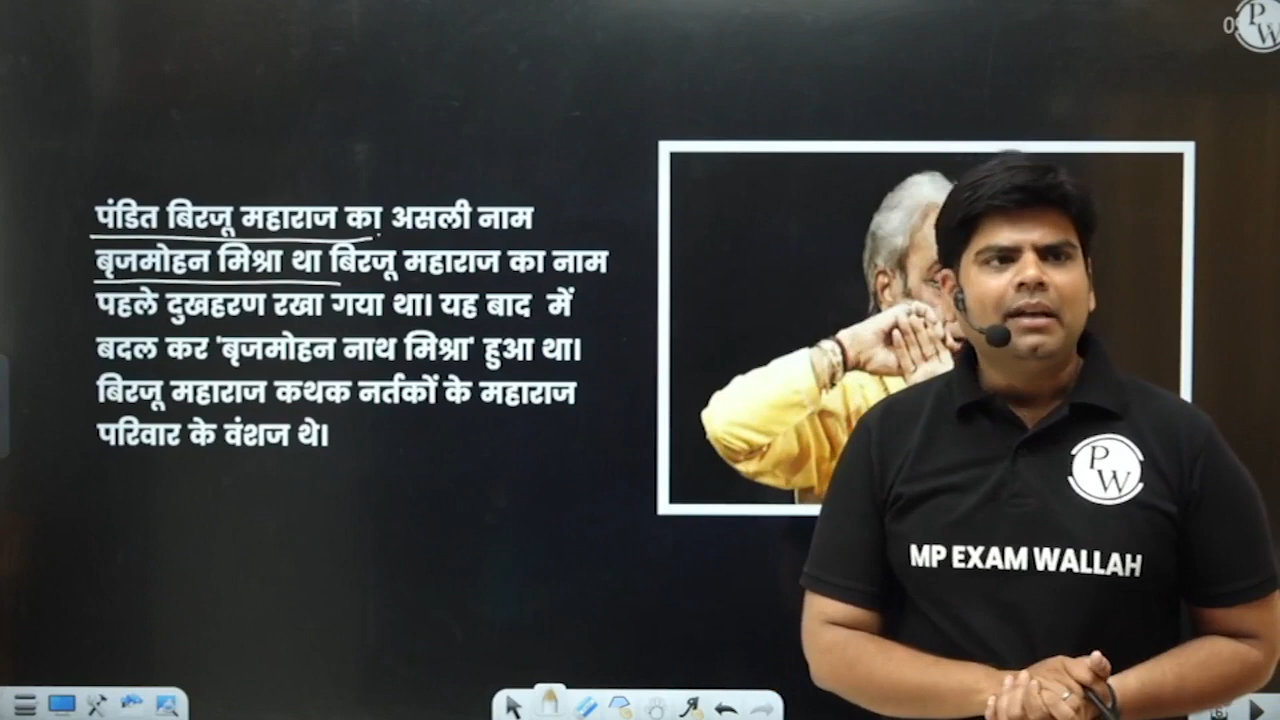 पंडित बिरजू महाराज का असली नाम
बृजमोहन मिश्रा था बिरजू महाराज का नाम
पहले दुखहरण रखा गया था। यह बाद में
बदल कर 'बृजमोहन नाथ मिश्रा' हुआ था।
बिरजू महाराज कथक नर्तकों के महाराज
परिवार के वंशज थे।
PW
PW
MP EXAM WALLAH